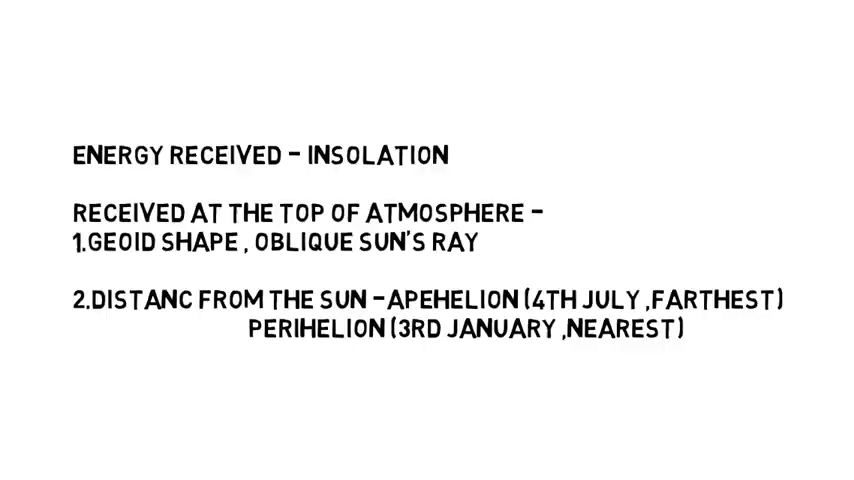 ENERGY RECEIVED - INSOLATION
RECEIVED AT THE TOP OF ATMOSPHERE -
1.GEOID SHAPE , OBLIQUE SUN'S RAY
2.DISTANC FROM THE SUN -APEHELION (4TH JULY ,FARTHEST)
PERIHELION (3RD JANUARY ,NEAREST)